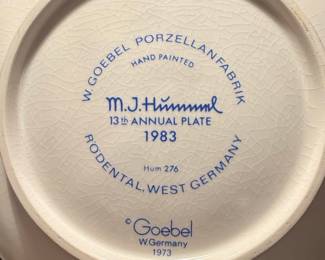 W. GOEBEL PORZELLANFABRIK
HAND PAINTED
M.J. Hummel
13th ANNUAL PLATE
1983
Hum 276
RODENTAL, WEST GERMANY
© Goebel
W. Germany
1973